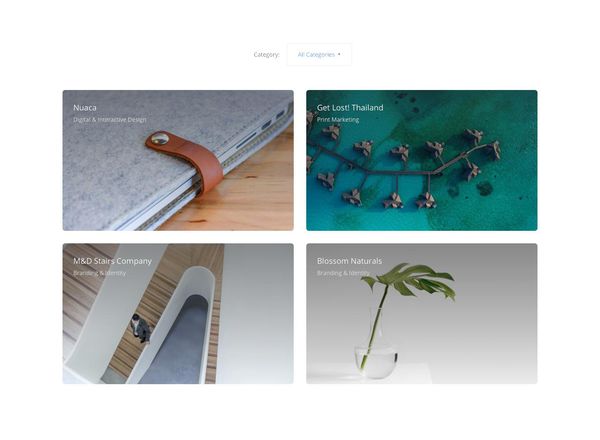 Category: All Categories
Nuaca
Digital & Interactive Design
Get Lost! Thailand
Print Marketing
M&D Stairs Company
Branding & Identity
Blossom Naturals
Branding & Identity